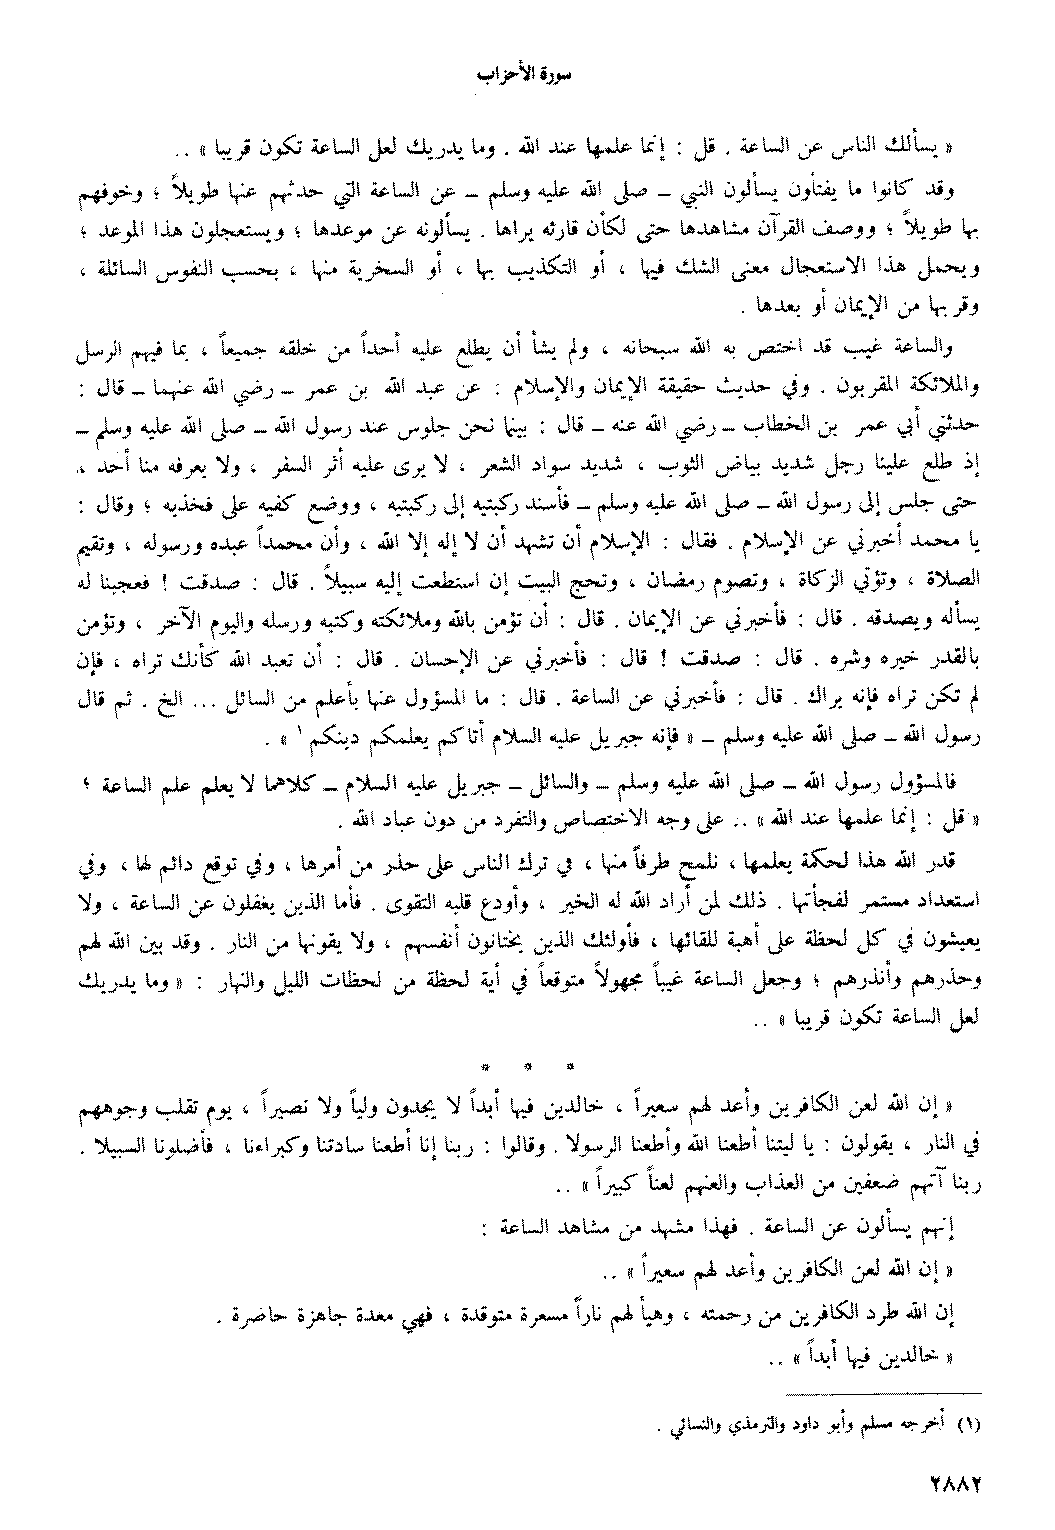 سورة الأحزاب
« يسألك الناس عن الساعة . قل : إنما علمها عند الله . وما يدريك لعل الساعة تكون قريبا » ..
وقد كانوا ما يفتأون يسألون النبي ــ صلى الله عليه وسلم ــ عن الساعة التي حدثهم عنها طويلاً ؛ وخوفهم
بها طويلاً ؛ ووصف القرآن مشاهدها حتى لكأن قارئه يراها . يسألونه عن موعدها ؛ ويستعجلون هذا الموعد ؛
ويحمل هذا الاستعجال معنى الشك فيها ، أو التكذيب بها ، أو السخرية منها ، بحسب النفوس السائلة ،
وقربها من الإيمان أو بعدها .
والساعة غيب قد اختص به الله سبحانه ، ولم يشأ أن يطلع عليه أحداً من خلقه جميعاً ، بما فيهم الرسل
والملائكة المقربون . وفي حديث حقيقة الإيمان والإسلام : عن عبد الله بن عمر ــ رضي الله عنهما ــ قال :
حدثني أبي عمر بن الخطاب ــ رضي الله عنه ــ قال : بينما نحن جلوس عند رسول الله ــ صلى الله عليه وسلم ــ
إذ طلع علينا رجل شديد بياض الثوب ، شديد سواد الشعر ، لا يرى عليه أثر السفر ، ولا يعرفه منا أحد ،
حتى جلس إلى رسول الله ــ صلى الله عليه وسلم ــ فأسند ركبتيه إلى ركبتيه ، ووضع كفيه على فخذيه ؛ وقال :
يا محمد أخبرني عن الإسلام . فقال : الإسلام أن تشهد أن لا إله إلا الله ، وأن محمداً عبده ورسوله ، وتقيم
الصلاة ، وتؤتي الزكاة ، وتصوم رمضان ، وتحج البيت إن استطعت إليه سبيلاً . قال : صدقت ! فعجبنا له
يسأله ويصدقه . قال : فأخبرني عن الإيمان . قال : أن تؤمن بالله وملائكته وكتبه ورسله واليوم الآخر ، وتؤمن
بالقدر خيره وشره . قال : صدقت ! قال : فأخبرني عن الإحسان . قال : أن تعبد الله كأنك تراه ، فإن
لم تكن تراه فإنه يراك . قال : فأخبرني عن الساعة . قال : ما المسؤول عنها بأعلم من السائل ... الخ . ثم قال
رسول الله ــ صلى الله عليه وسلم ــ « فإنه جبريل عليه السلام أتاكم يعلمكم دينكم ¹ » .
فالمسؤول رسول الله ــ صلى الله عليه وسلم ــ والسائل ــ جبريل عليه السلام ــ كلاهما لا يعلم علم الساعة ؛
« قل : إنما علمها عند الله » .. على وجه الاختصاص والتفرد من دون عباد الله .
قدر الله هذا لحكمة يعلمها ، نلمح طرفاً منها ، في ترك الناس على حذر من أمرها ، وفي توقع دائم لها ، وفي
استعداد مستمر لفجأتها . ذلك لمن أراد الله له الخير ، وأودع قلبه التقوى . فأما الذين يغفلون عن الساعة ، ولا
يعيشون في كل لحظة على أهبة للقائها ، فأولئك الذين يختانون أنفسهم ، ولا يقونها من النار . وقد بين الله لهم
وحذرهم وأنذرهم ؛ وجعل الساعة غيباً مجهولاً متوقعاً في أية لحظة من لحظات الليل والنهار : « وما يدريك
لعل الساعة تكون قريبا » ..
* * *
« إن الله لعن الكافرين وأعد لهم سعيراً ، خالدين فيها أبداً لا يجدون ولياً ولا نصيراً ، يوم تقلب وجوههم
في النار ، يقولون : يا ليتنا أطعنا الله وأطعنا الرسولا . وقالوا : ربنا إنا أطعنا سادتنا وكبراءنا ، فأضلونا السبيلا .
ربنا آتهم ضعفين من العذاب والعنهم لعناً كبيراً » ..
إنهم يسألون عن الساعة . فهذا مشهد من مشاهد الساعة :
« إن الله لعن الكافرين وأعد لهم سعيراً » ..
إن الله طرد الكافرين من رحمته ، وهيأ لهم ناراً مسعرة متوقدة ، فهي معدة جاهزة حاضرة .
« خالدين فيها أبداً » ..
(١) أخرجه مسلم وأبو داود والترمذي والنسائي .
٢٨٨٢